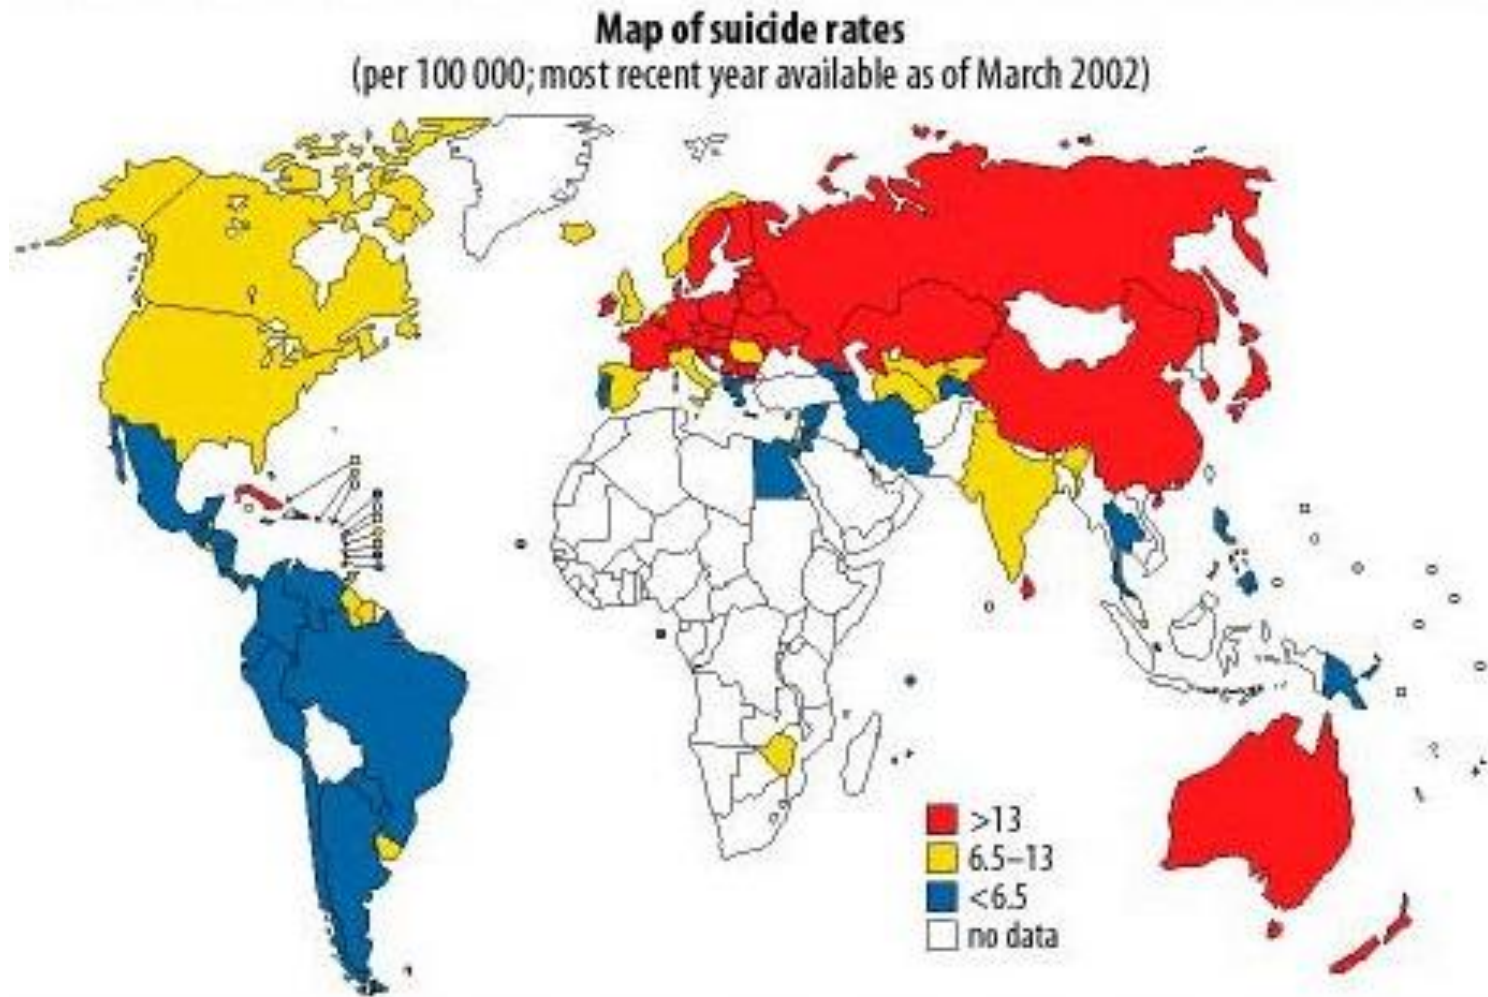 Map of suicide rates
(per 100 000; most recent year available as of March 2002)
>13
6.5–13
<6.5
no data